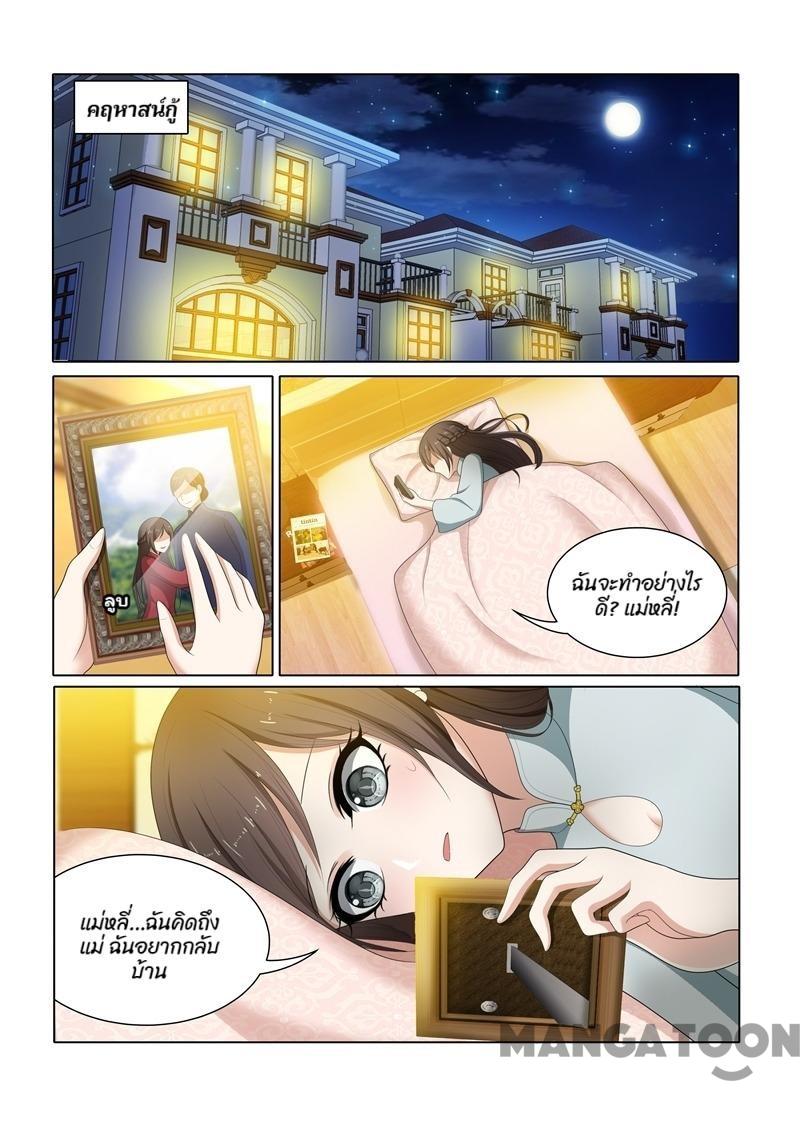 คฤหาสน์กู้
ลูบ
ฉันจะทำอย่างไร
ดี? แม่หลี่!
แม่หลี่...ฉันคิดถึง
แม่ ฉันอยากกลับ
บ้าน
MANGATOON